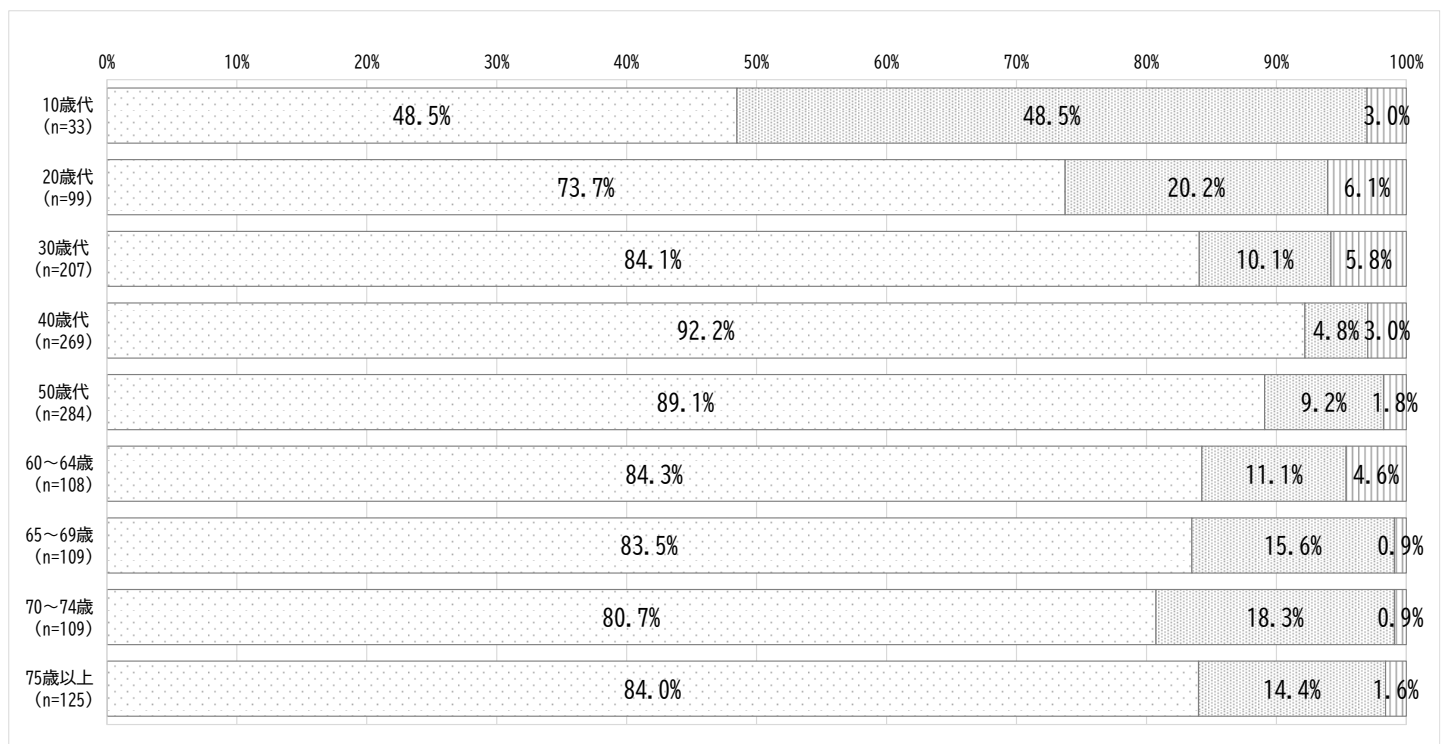 0% 10% 20% 30% 40% 50% 60% 70% 80% 90% 100%
10歳代
(n=33)
48.5% 48.5% 3.0%
20歳代
(n=99)
73.7% 20.2% 6.1%
30歳代
(n=207)
84.1% 10.1% 5.8%
40歳代
(n=269)
92.2% 4.8% 3.0%
50歳代
(n=284)
89.1% 9.2% 1.8%
60～64歳
(n=108)
84.3% 11.1% 4.6%
65～69歳
(n=109)
83.5% 15.6% 0.9%
70～74歳
(n=109)
80.7% 18.3% 0.9%
75歳以上
(n=125)
84.0% 14.4% 1.6%